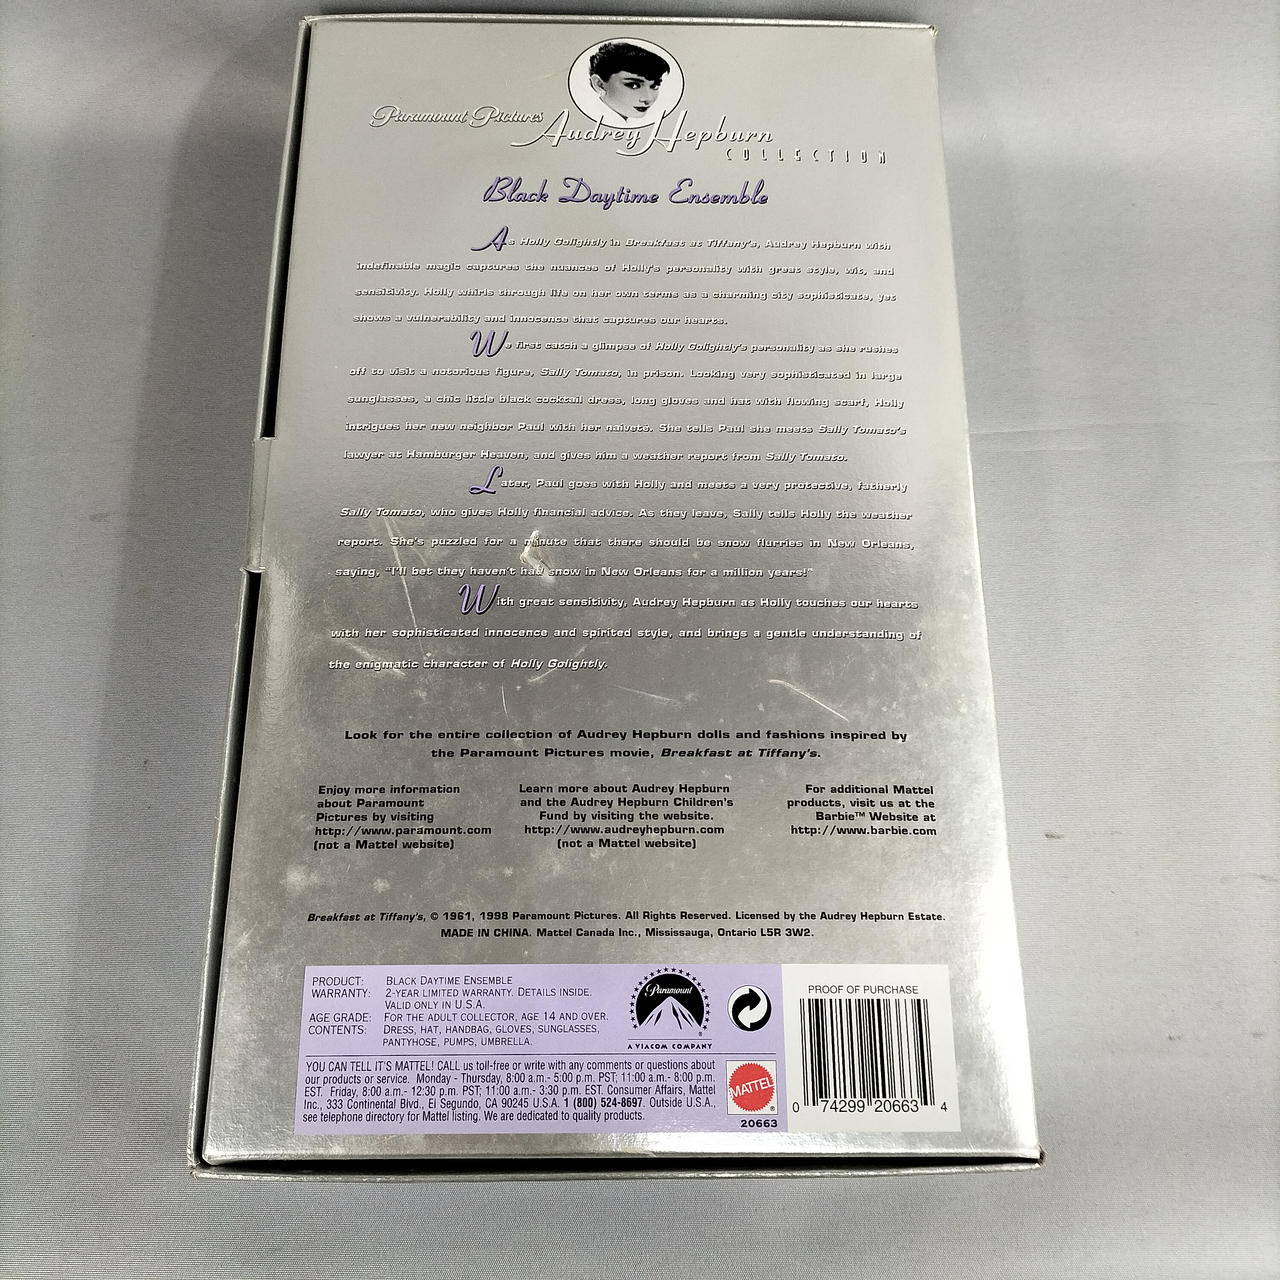 Paramount Pictures
Audrey Hepburn
COLLECTION
Black Daytime Ensemble
As Holly Golightly in Breakfast at Tiffany's, Audrey Hepburn with
indefinable magic captures the nuances of Holly's personality with great style, wit, and
sensitivity. Holly whirls through life on her own terms as a charming city sophisticate, yet
shows a vulnerability and innocence that captures our hearts.
We first catch a glimpse of Holly Golightly's personality as she rushes
off to visit a notorious figure, Sally Tomato, in prison. Looking very sophisticated in large
sunglasses, a chic little black cocktail dress, long gloves and hat with flowing scarf, Holly
intrigues her new neighbor Paul with her naiveté. She tells Paul she meets Sally Tomato's
lawyer at Hamburger Heaven, and gives him a weather report from Sally Tomato.
Later, Paul goes with Holly and meets a very protective, fatherly
Sally Tomato, who gives Holly financial advice. As they leave, Sally tells Holly the weather
report. She's puzzled for a minute that there should be snow flurries in New Orleans,
saying, "I'll bet they haven't had snow in New Orleans for a million years!"
With great sensitivity, Audrey Hepburn as Holly touches our hearts
with her sophisticated innocence and spirited style, and brings a gentle understanding of
the enigmatic character of Holly Golightly.
Look for the entire collection of Audrey Hepburn dolls and fashions inspired by
the Paramount Pictures movie, Breakfast at Tiffany's.
Enjoy more information
about Paramount
Pictures by visiting
http://www.paramount.com
(not a Mattel website)
Learn more about Audrey Hepburn
and the Audrey Hepburn Children's
Fund by visiting the website.
http://www.audreyhepburn.com
(not a Mattel website)
For additional Mattel
products, visit us at the
Barbie™ Website at
http://www.barbie.com
Breakfast at Tiffany's, © 1961, 1998 Paramount Pictures. All Rights Reserved. Licensed by the Audrey Hepburn Estate.
MADE IN CHINA. Mattel Canada Inc., Mississauga, Ontario L5R 3W2.
PRODUCT: BLACK DAYTIME ENSEMBLE
WARRANTY: 2-YEAR LIMITED WARRANTY. DETAILS INSIDE.
VALID ONLY IN U.S.A.
AGE GRADE: FOR THE ADULT COLLECTOR, AGE 14 AND OVER.
CONTENTS: DRESS, HAT, HANDBAG, GLOVES, SUNGLASSES,
PANTYHOSE, PUMPS, UMBRELLA.
Paramount
®
A VIACOM COMPANY
YOU CAN TELL IT'S MATTEL! CALL us toll-free or write with any comments or questions about
our products or service. Monday - Thursday, 8:00 a.m.- 5:00 p.m. PST; 11:00 a.m.- 8:00 p.m.
EST. Friday, 8:00 a.m.- 12:30 p.m. PST; 11:00 a.m.- 3:30 p.m. EST. Consumer Affairs, Mattel
Inc., 333 Continental Blvd., El Segundo, CA 90245 U.S.A. 1 (800) 524-8697. Outside U.S.A.,
see telephone directory for Mattel listing. We are dedicated to quality products.
MATTEL
®
20663
PROOF OF PURCHASE
0 74299 20663 4